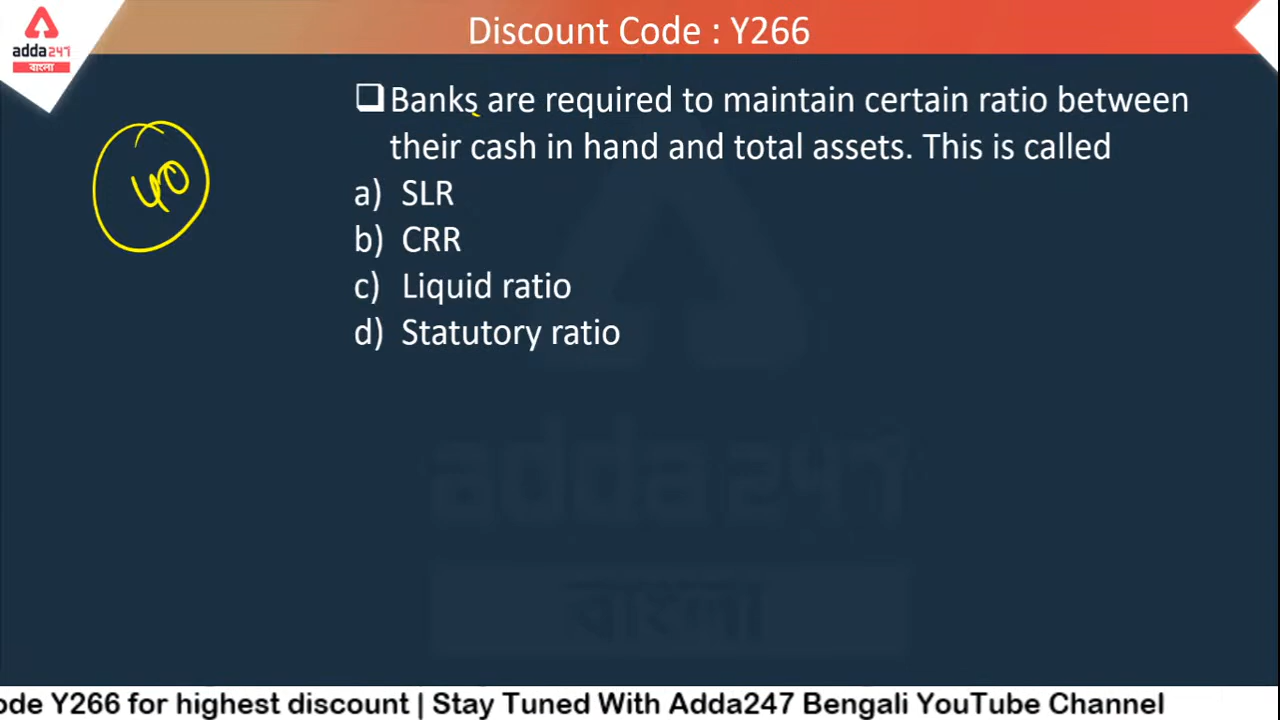 Discount Code : Y266
adda247
বাংলা
Banks are required to maintain certain ratio between
their cash in hand and total assets. This is called
a) SLR
b) CRR
c) Liquid ratio
d) Statutory ratio
40
adda247
বাংলা
ode Y266 for highest discount | Stay Tuned With Adda247 Bengali YouTube Channel